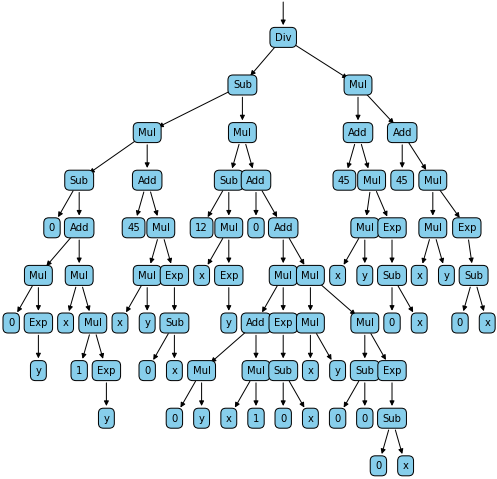 Div
Sub Mul
Mul Mul Add Add
Sub Add Sub Add 45 Mul 45 Mul
0 Add 45 Mul 12 Mul 0 Add Mul Exp Mul Exp
Mul Mul Mul Exp x Exp Mul Mul x y Sub x y Sub
0 Exp x Mul x y Sub y Add Exp Mul Mul 0 x 0 x
y 1 Exp 0 x Mul Mul Sub x y Sub Exp
y 0 y x 1 0 x 0 0 Sub
0 x